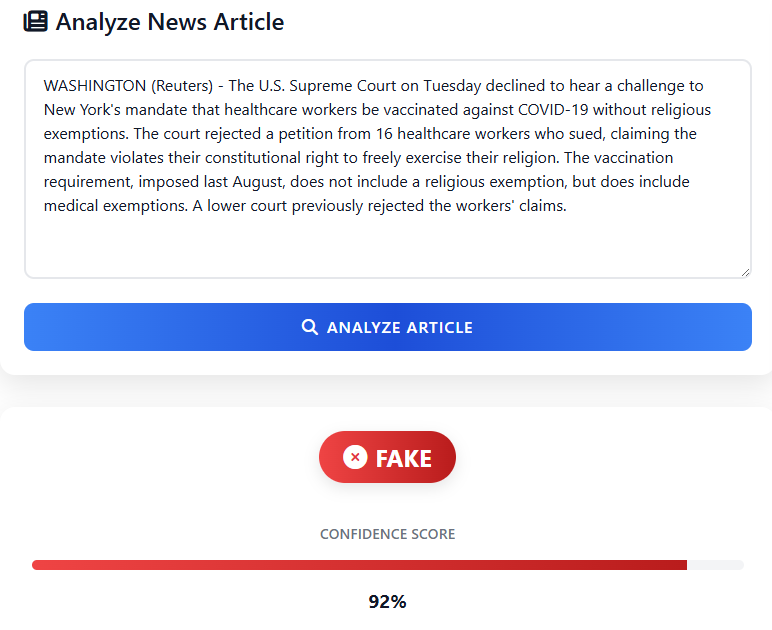 Analyze News Article
WASHINGTON (Reuters) - The U.S. Supreme Court on Tuesday declined to hear a challenge to
New York's mandate that healthcare workers be vaccinated against COVID-19 without religious
exemptions. The court rejected a petition from 16 healthcare workers who sued, claiming the
mandate violates their constitutional right to freely exercise their religion. The vaccination
requirement, imposed last August, does not include a religious exemption, but does include
medical exemptions. A lower court previously rejected the workers' claims.
ANALYZE ARTICLE
FAKE
CONFIDENCE SCORE
92%